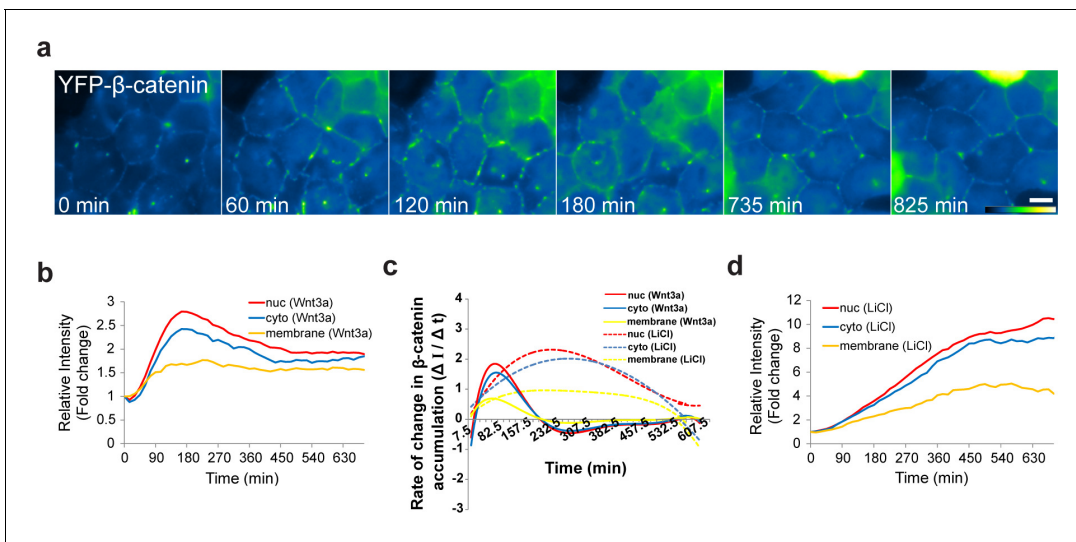 a
YFP-β-catenin
0 min
60 min
120 min
180 min
735 min
825 min
b
Relative Intensity
(Fold change)
3
2.5
2
1.5
1
0.5
0
nuc (Wnt3a)
cyto (Wnt3a)
membrane (Wnt3a)
0 90 180 270 360 450 540 630
Time (min)
c
Rate of change in β-catenin
accumulation (Δ I / Δ t)
4
3
2
1
0
-1
-2
-3
nuc (Wnt3a)
cyto (Wnt3a)
membrane (Wnt3a)
nuc (LiCl)
cyto (LiCl)
membrane (LiCl)
7.5 82.5 157.5 232.5 307.5 382.5 457.5 532.5 607.5
Time (min)
d
Relative Intensity
(Fold change)
12
10
8
6
4
2
0
nuc (LiCl)
cyto (LiCl)
membrane (LiCl)
0 90 180 270 360 450 540 630
Time (min)